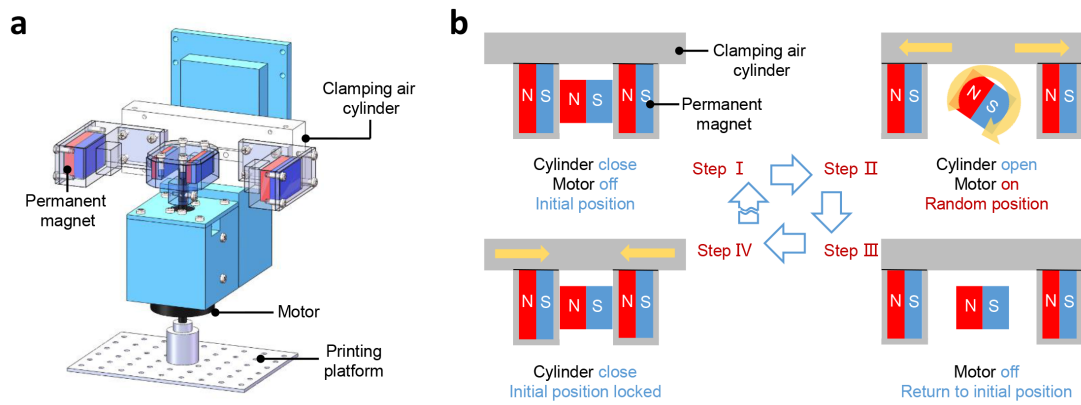 a
Clamping air
cylinder
Permanent
magnet
Motor
Printing
platform
b
Clamping air
cylinder
N S
N S
N S
Permanent
magnet
Cylinder close
Motor off
Initial position
Step Ⅰ
Step Ⅱ
N S
N S
N S
Cylinder open
Motor on
Random position
Step Ⅳ
Step Ⅲ
N S
N S
N S
Cylinder close
Initial position locked
N S
N S
N S
Motor off
Return to initial position